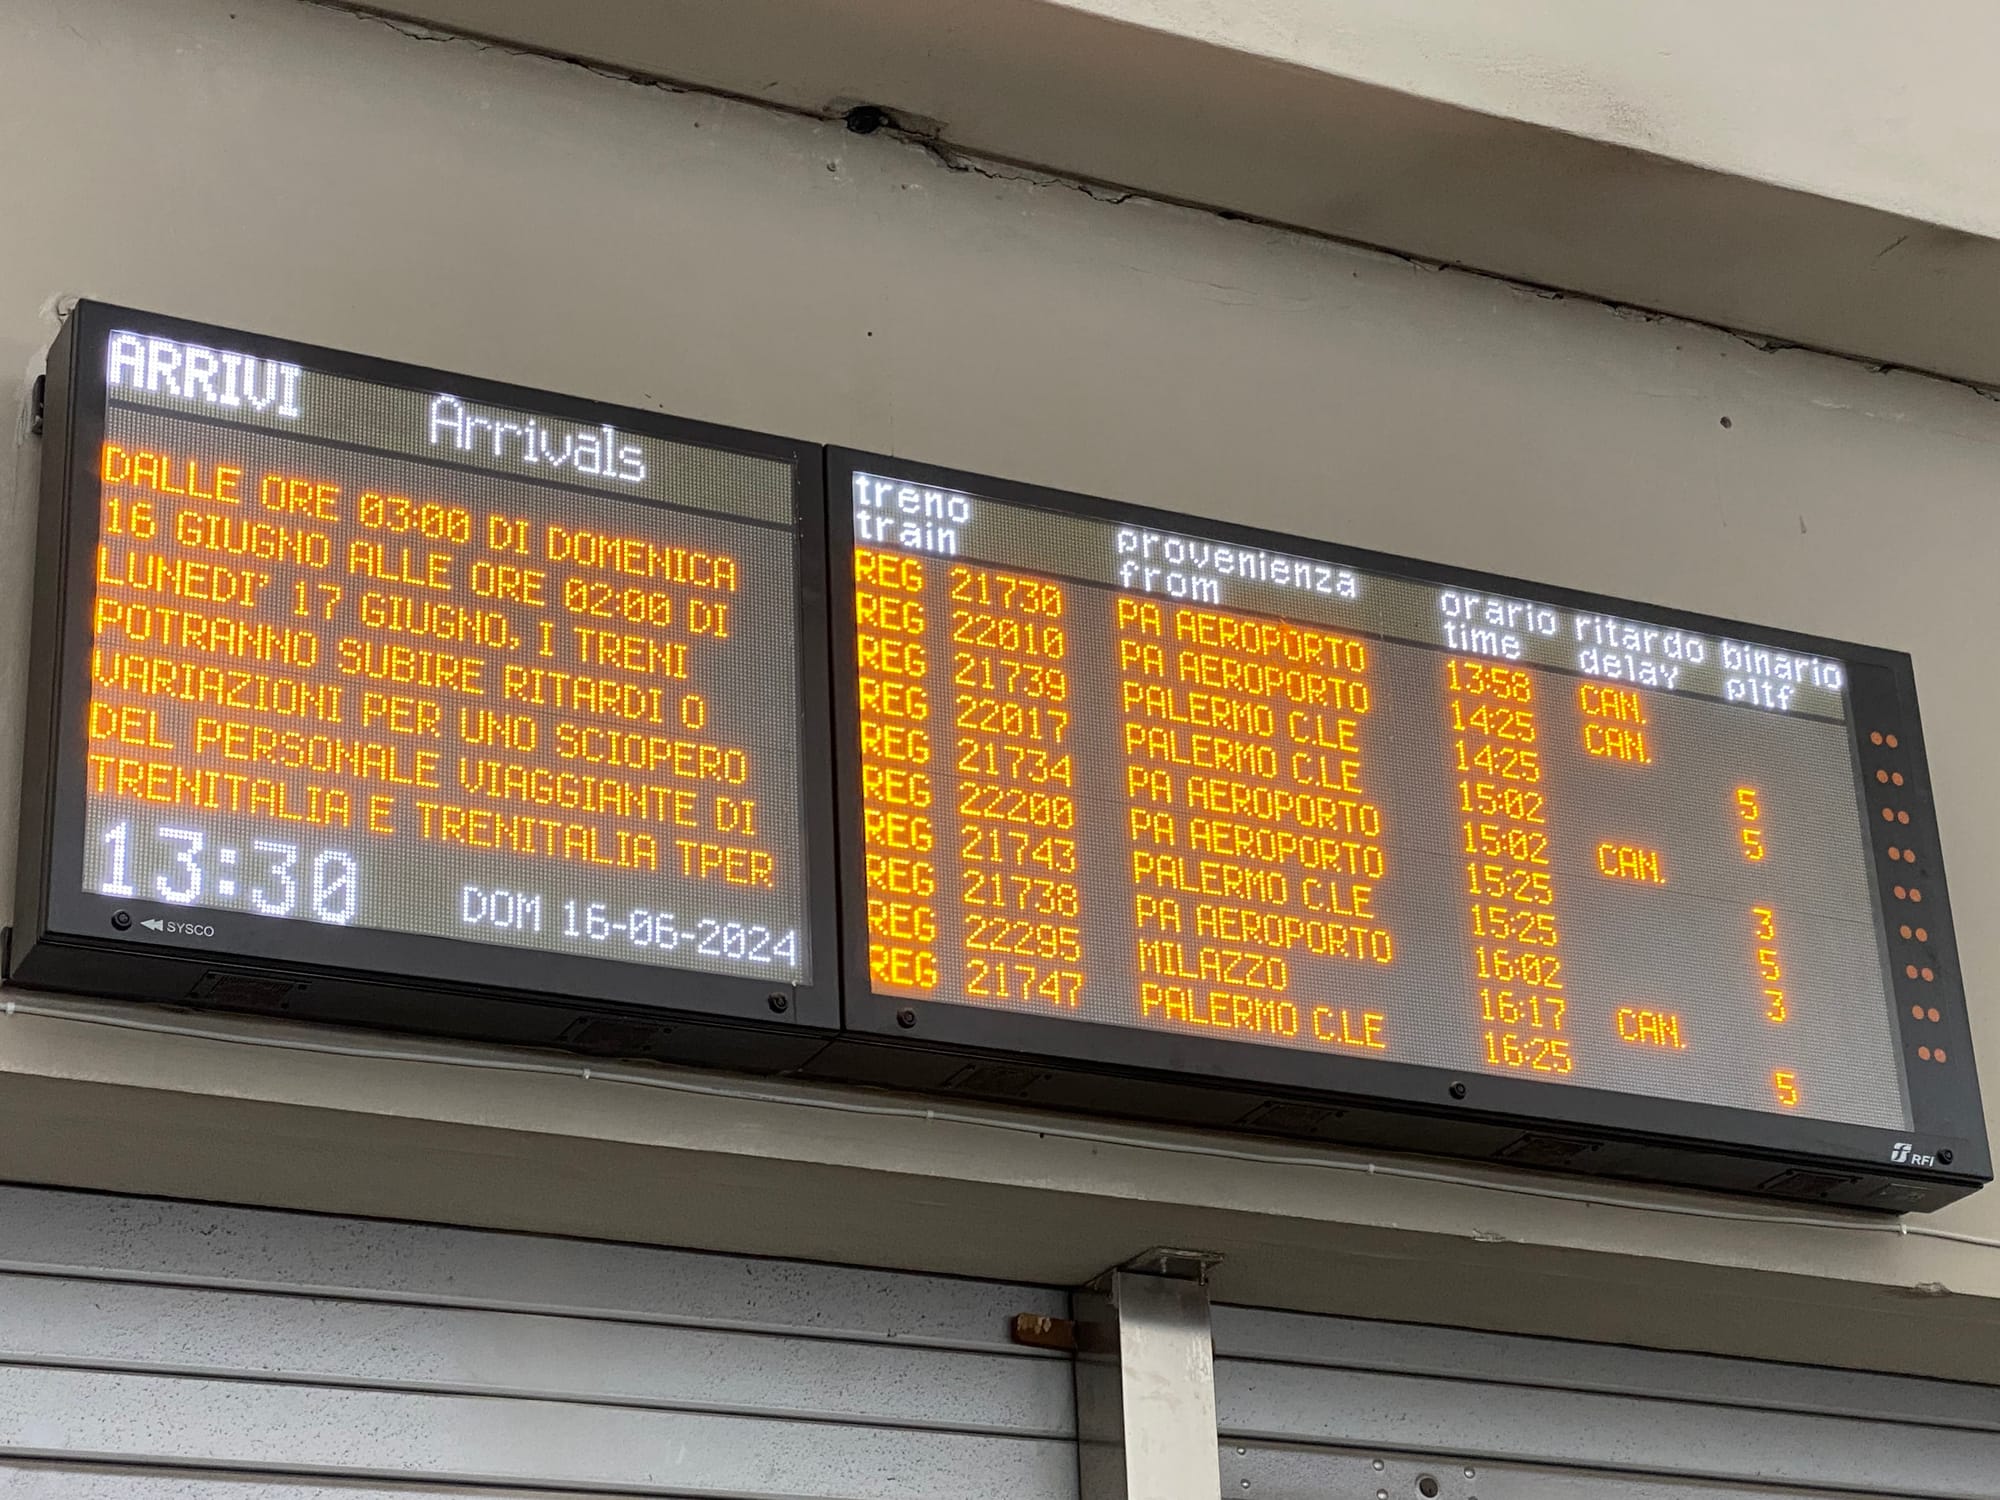 ARRIVI
Arrivals
DALLE ORE 03:00 DI DOMENICA
16 GIUGNO ALLE ORE 02:00 DI
LUNEDI' 17 GIUGNO, I TRENI
POTRANNO SUBIRE RITARDI O
VARIAZIONI PER UNO SCIOPERO
DEL PERSONALE VIAGGIANTE DI
TRENITALIA E TRENITALIA TPER
13:30 DOM 16-06-2024
SYSCO
treno provenienza orario ritardo binario
train from time delay pltf
REG 21730 PA AEROPORTO 13:58 CAN.
REG 22010 PA AEROPORTO 14:25 CAN.
REG 21739 PALERMO C.LE 14:25 5
REG 22017 PALERMO C.LE 15:02 5
REG 21734 PA AEROPORTO 15:02 CAN.
REG 22200 PA AEROPORTO 15:25 3
REG 21743 PALERMO C.LE 15:25 5
REG 21738 PA AEROPORTO 16:02 3
REG 22295 MILAZZO 16:17 CAN.
REG 21747 PALERMO C.LE 16:25 5
RFI